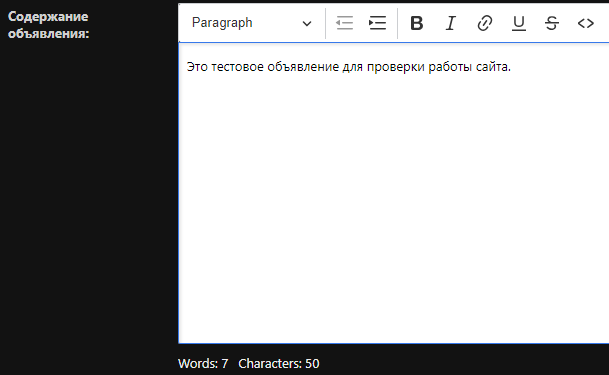 Содержание
объявления:
Paragraph B I U S <>
Это тестовое объявление для проверки работы сайта.
Words: 7 Characters: 50